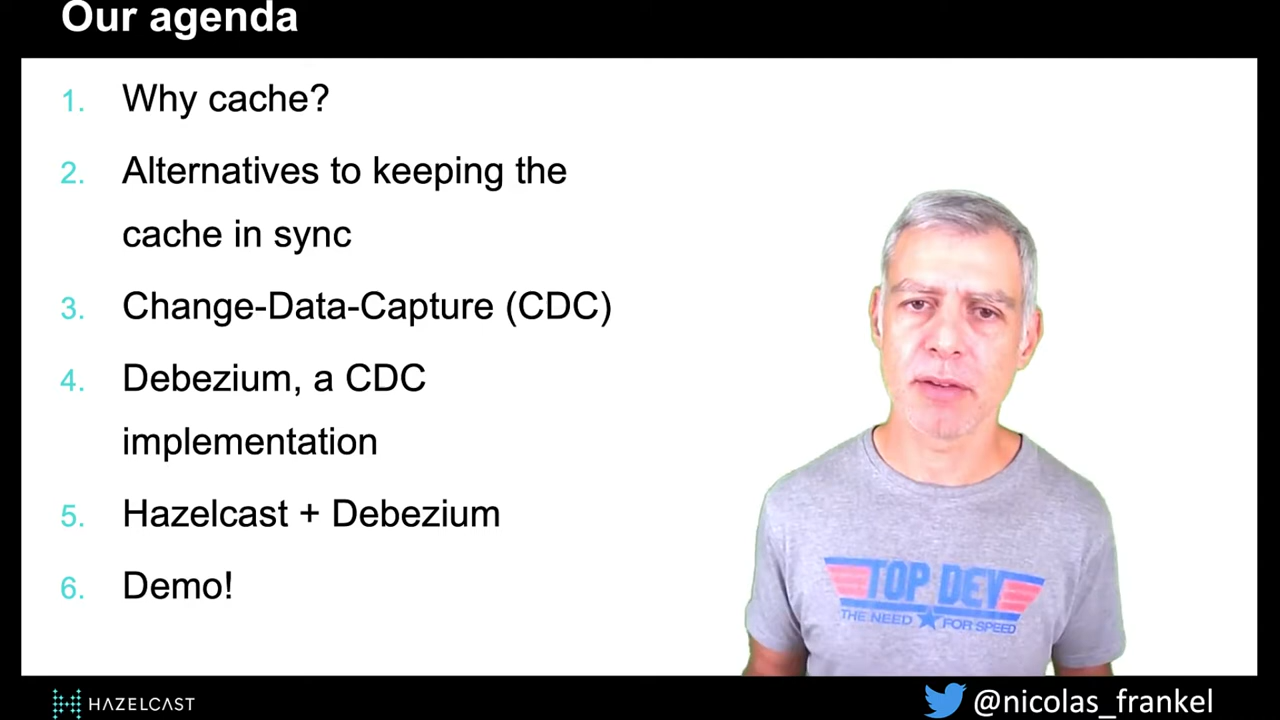 Our agenda
1. Why cache?
2. Alternatives to keeping the
cache in sync
3. Change-Data-Capture (CDC)
4. Debezium, a CDC
implementation
5. Hazelcast + Debezium
6. Demo!
TOP DEV
THE NEED FOR SPEED
HAZELCAST
@nicolas_frankel